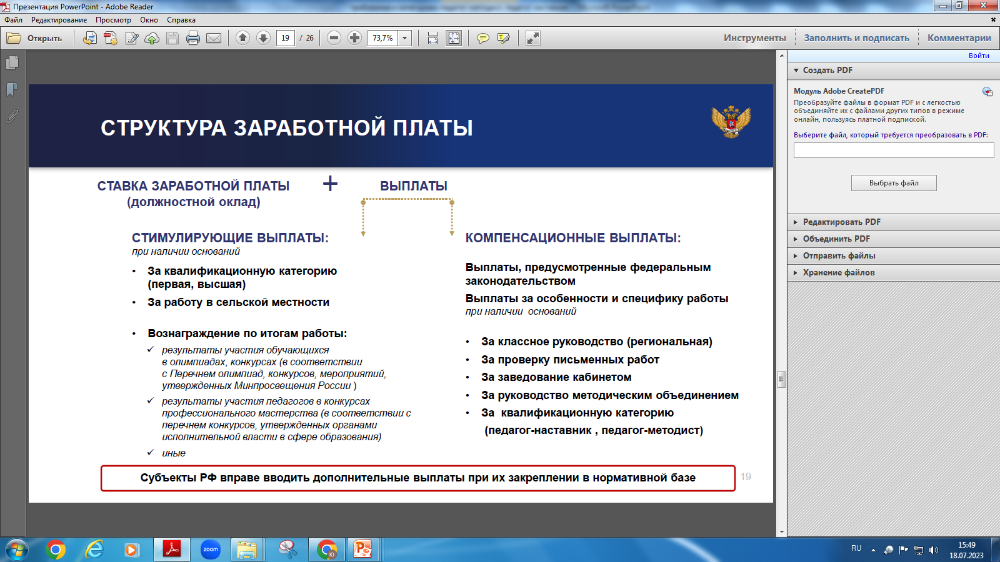 Презентация PowerPoint - Adobe Reader
Файл Редактирование Просмотр Окно Справка
Открыть 19 / 26 73,7% Инструменты Заполнить и подписать Комментарии
СТРУКТУРА ЗАРАБОТНОЙ ПЛАТЫ
СТАВКА ЗАРАБОТНОЙ ПЛАТЫ + ВЫПЛАТЫ
(должностной оклад)
СТИМУЛИРУЮЩИЕ ВЫПЛАТЫ:
при наличии оснований
• За квалификационную категорию
(первая, высшая)
• За работу в сельской местности
• Вознаграждение по итогам работы:
✓ результаты участия обучающихся
в олимпиадах, конкурсах (в соответствии
с Перечнем олимпиад, конкурсов, мероприятий,
утвержденных Минпросвещения России )
✓ результаты участия педагогов в конкурсах
профессионального мастерства (в соответствии с
перечнем конкурсов, утвержденных органами
исполнительной власти в сфере образования)
✓ иные
КОМПЕНСАЦИОННЫЕ ВЫПЛАТЫ:
Выплаты, предусмотренные федеральным
законодательством
Выплаты за особенности и специфику работы
при наличии оснований
• За классное руководство (региональная)
• За проверку письменных работ
• За заведование кабинетом
• За руководство методическим объединением
• За квалификационную категорию
(педагог-наставник , педагог-методист)
Субъекты РФ вправе вводить дополнительные выплаты при их закреплении в нормативной базе
19
Войти
Создать PDF
Модуль Adobe CreatePDF
Преобразуйте файлы в формат PDF и с легкостью
объединяйте их с файлами других типов в режиме
онлайн, пользуясь платной подпиской.
Выберите файл, который требуется преобразовать в PDF:
Выбрать файл
Редактировать PDF
Объединить PDF
Отправить файлы
Хранение файлов
zoom
Ю
RU
15:49
18.07.2023